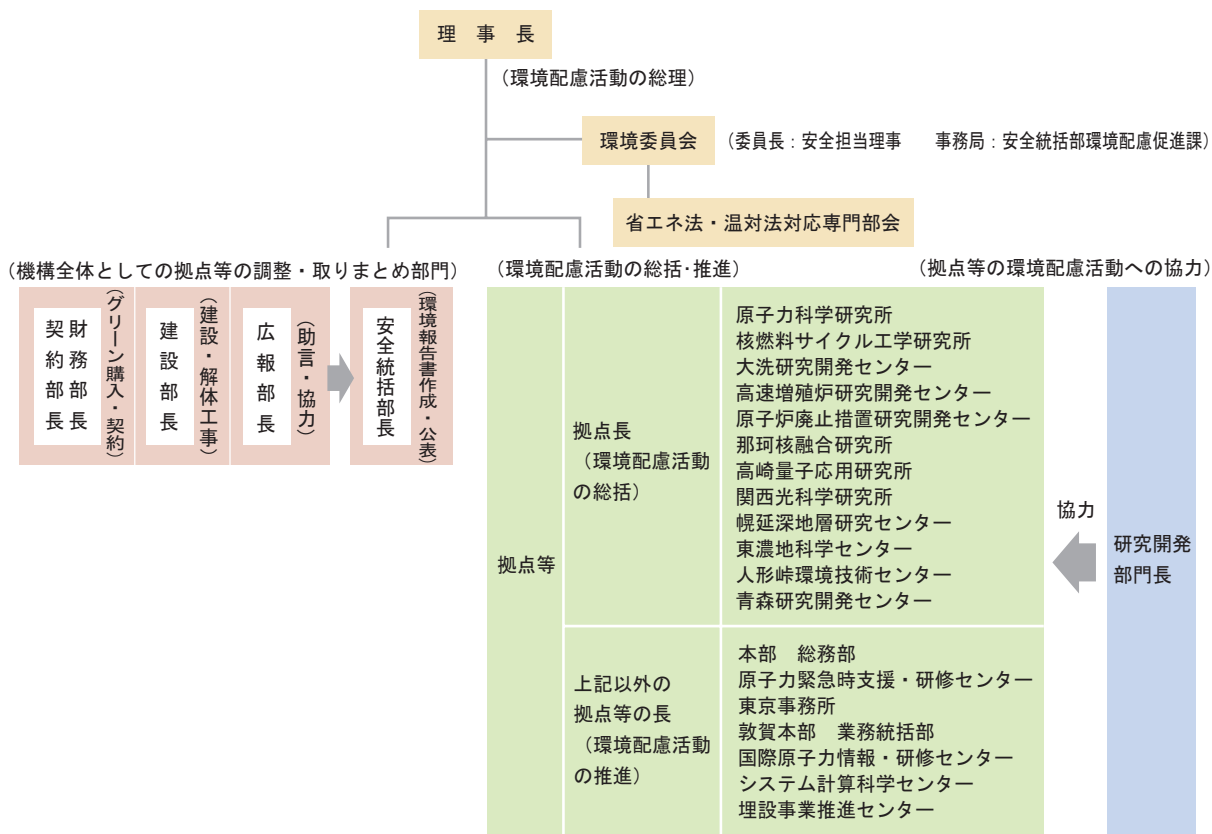 理　事　長
（環境配慮活動の総理）
環境委員会
（委員長：安全担当理事　　事務局：安全統括部環境配慮促進課）
省エネ法・温対法対応専門部会
（機構全体としての拠点等の調整・取りまとめ部門）
財務部長
契約部長
（グリーン購入・契約）
建設部長
（建設・解体工事）
広報部長
（助言・協力）
安全統括部長
（環境報告書作成・公表）
（環境配慮活動の総括･推進）
（拠点等の環境配慮活動への協力）
拠点等
拠点長
（環境配慮活動
の総括）
原子力科学研究所
核燃料サイクル工学研究所
大洗研究開発センター
高速増殖炉研究開発センター
原子炉廃止措置研究開発センター
那珂核融合研究所
高崎量子応用研究所
関西光科学研究所
幌延深地層研究センター
東濃地科学センター
人形峠環境技術センター
青森研究開発センター
上記以外の
拠点等の長
（環境配慮活動
の推進）
本部　総務部
原子力緊急時支援・研修センター
東京事務所
敦賀本部　業務統括部
国際原子力情報・研修センター
システム計算科学センター
埋設事業推進センター
協力
研究開発
部門長